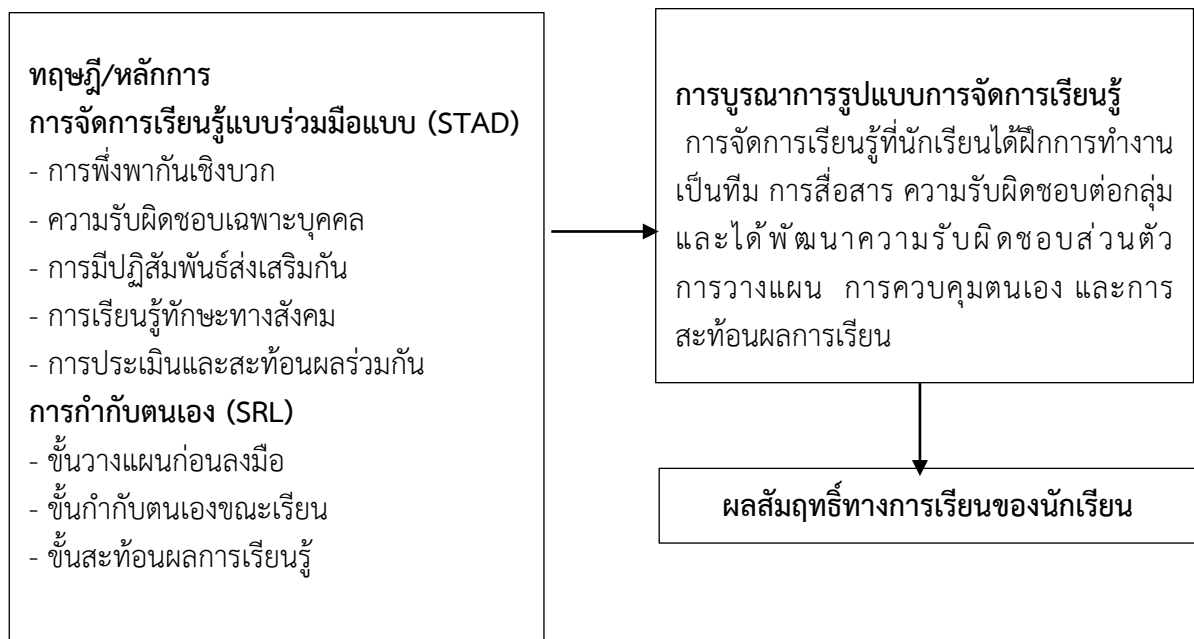 ทฤษฎี/หลักการ
การจัดการเรียนรู้แบบร่วมมือแบบ (STAD)
- การพึ่งพากันเชิงบวก
- ความรับผิดชอบเฉพาะบุคคล
- การมีปฏิสัมพันธ์ส่งเสริมกัน
- การเรียนรู้ทักษะทางสังคม
- การประเมินและสะท้อนผลร่วมกัน
การกำกับตนเอง (SRL)
- ขั้นวางแผนก่อนลงมือ
- ขั้นกำกับตนเองขณะเรียน
- ขั้นสะท้อนผลการเรียนรู้
การบูรณาการรูปแบบการจัดการเรียนรู้
การจัดการเรียนรู้ที่นักเรียนได้ฝึกการทำงาน
เป็นทีม การสื่อสาร ความรับผิดชอบต่อกลุ่ม
และได้พัฒนาความรับผิดชอบส่วนตัว
การวางแผน การควบคุมตนเอง และการ
สะท้อนผลการเรียน
ผลสัมฤทธิ์ทางการเรียนของนักเรียน